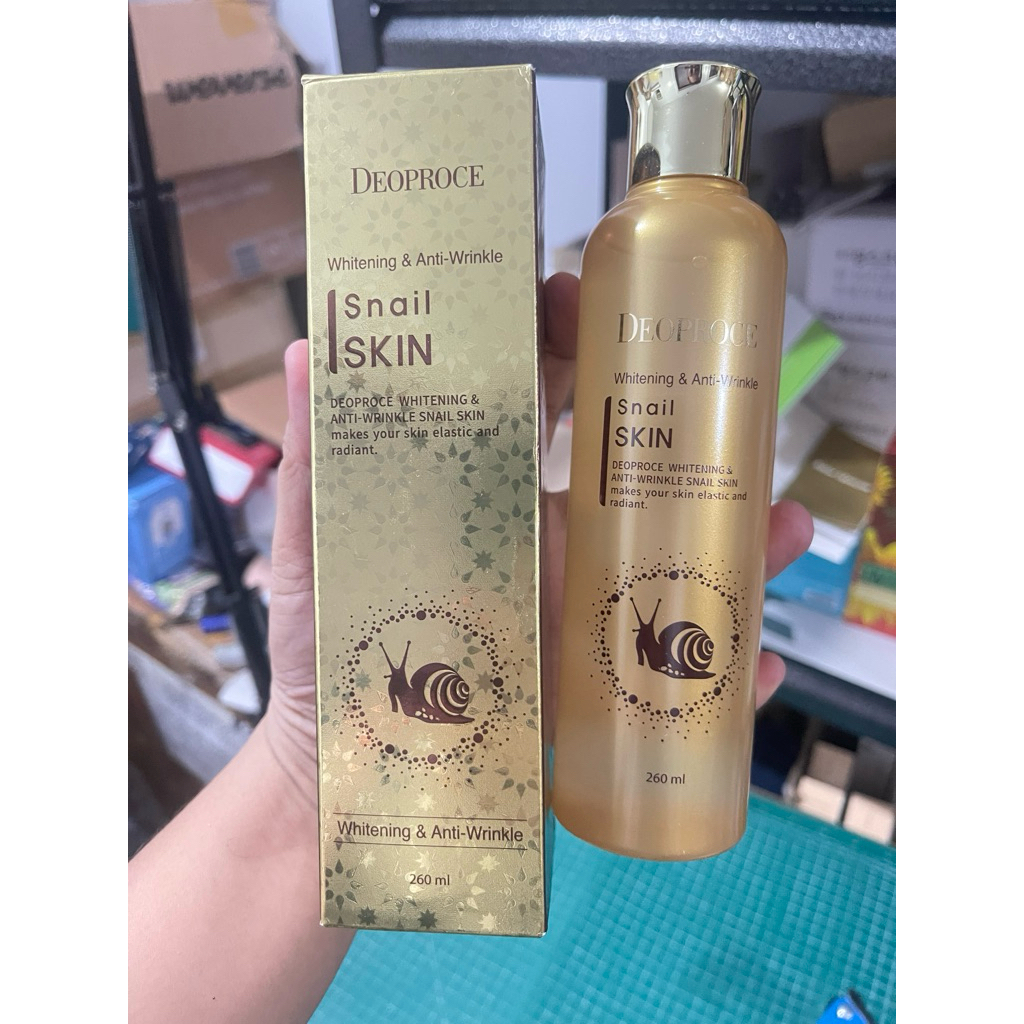 weverse
DEOPROCE
Whitening & Anti-Wrinkle
Snail
SKIN
DEOPROCE WHITENING &
ANTI-WRINKLE SNAIL SKIN
makes your skin elastic and
radiant.
Whitening & Anti-Wrinkle
260 ml
DEOPROCE
Whitening & Anti-Wrinkle
Snail
SKIN
DEOPROCE WHITENING &
ANTI-WRINKLE SNAIL SKIN
makes your skin elastic and
radiant.
260 ml